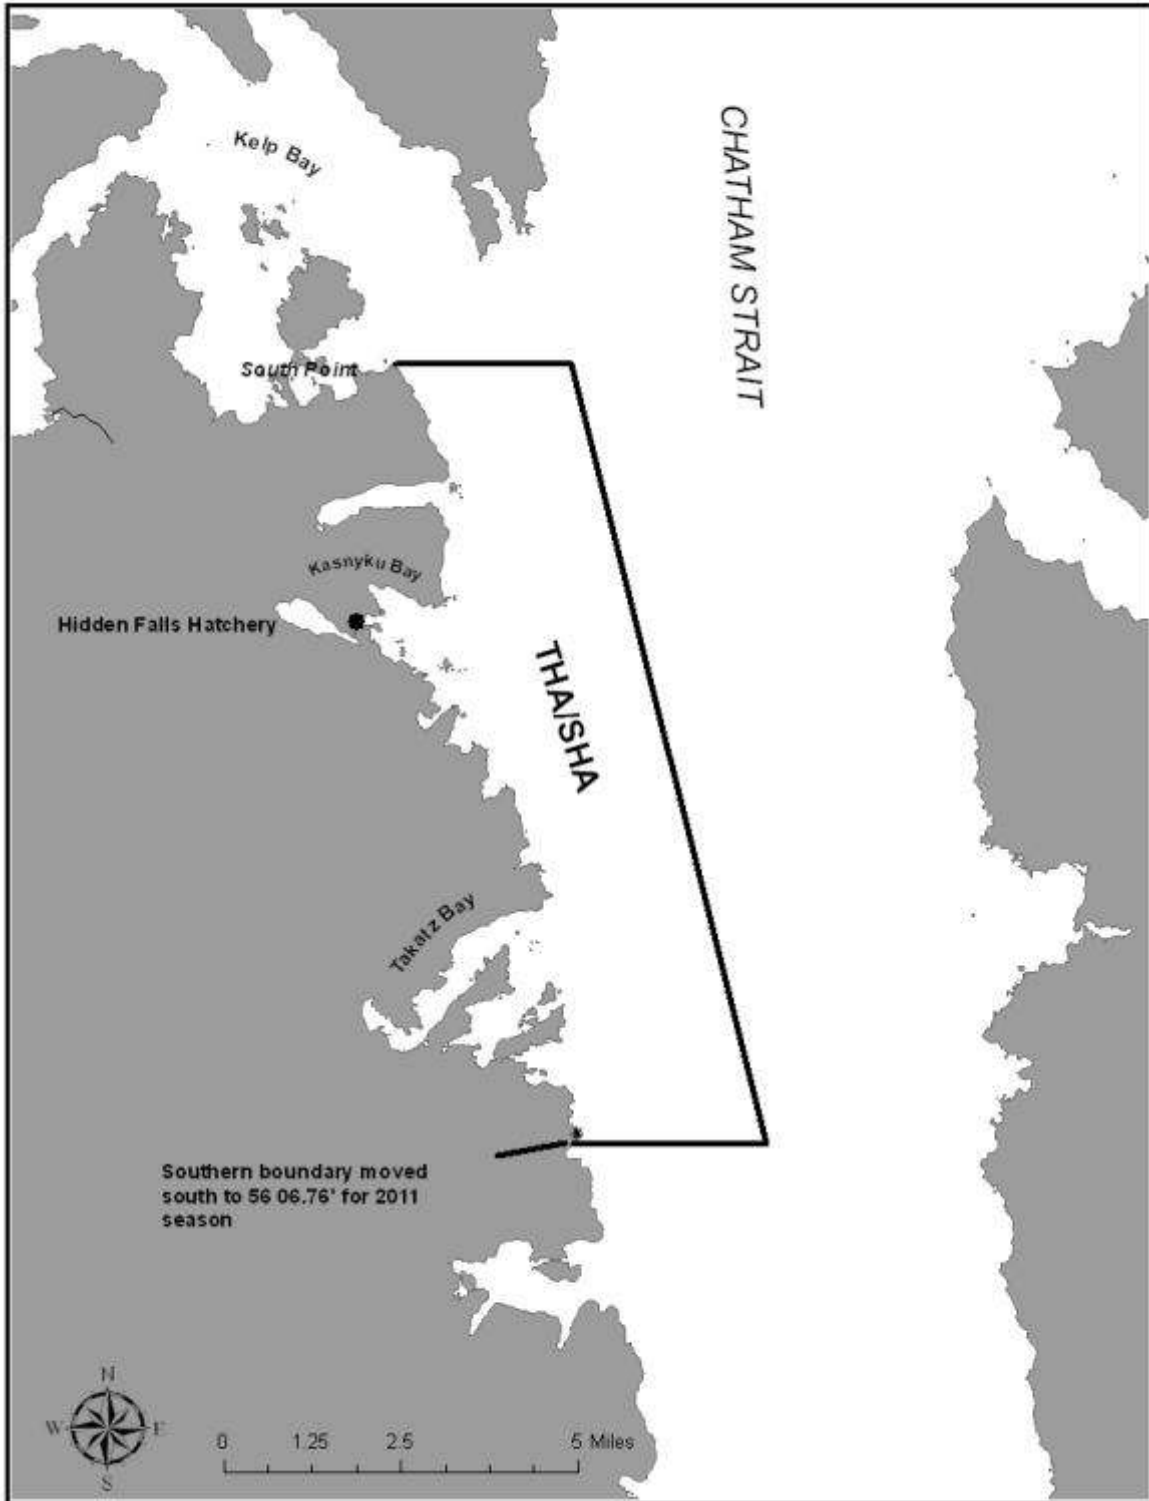 Kelp Bay
CHATHAM STRAIT
South Point
Kasnyku Bay
Hidden Falls Hatchery
THA/SHA
Takatz Bay
Southern boundary moved
south to 56 06.76' for 2011
season
N
W E
S
0 1.25 2.5 5 Miles